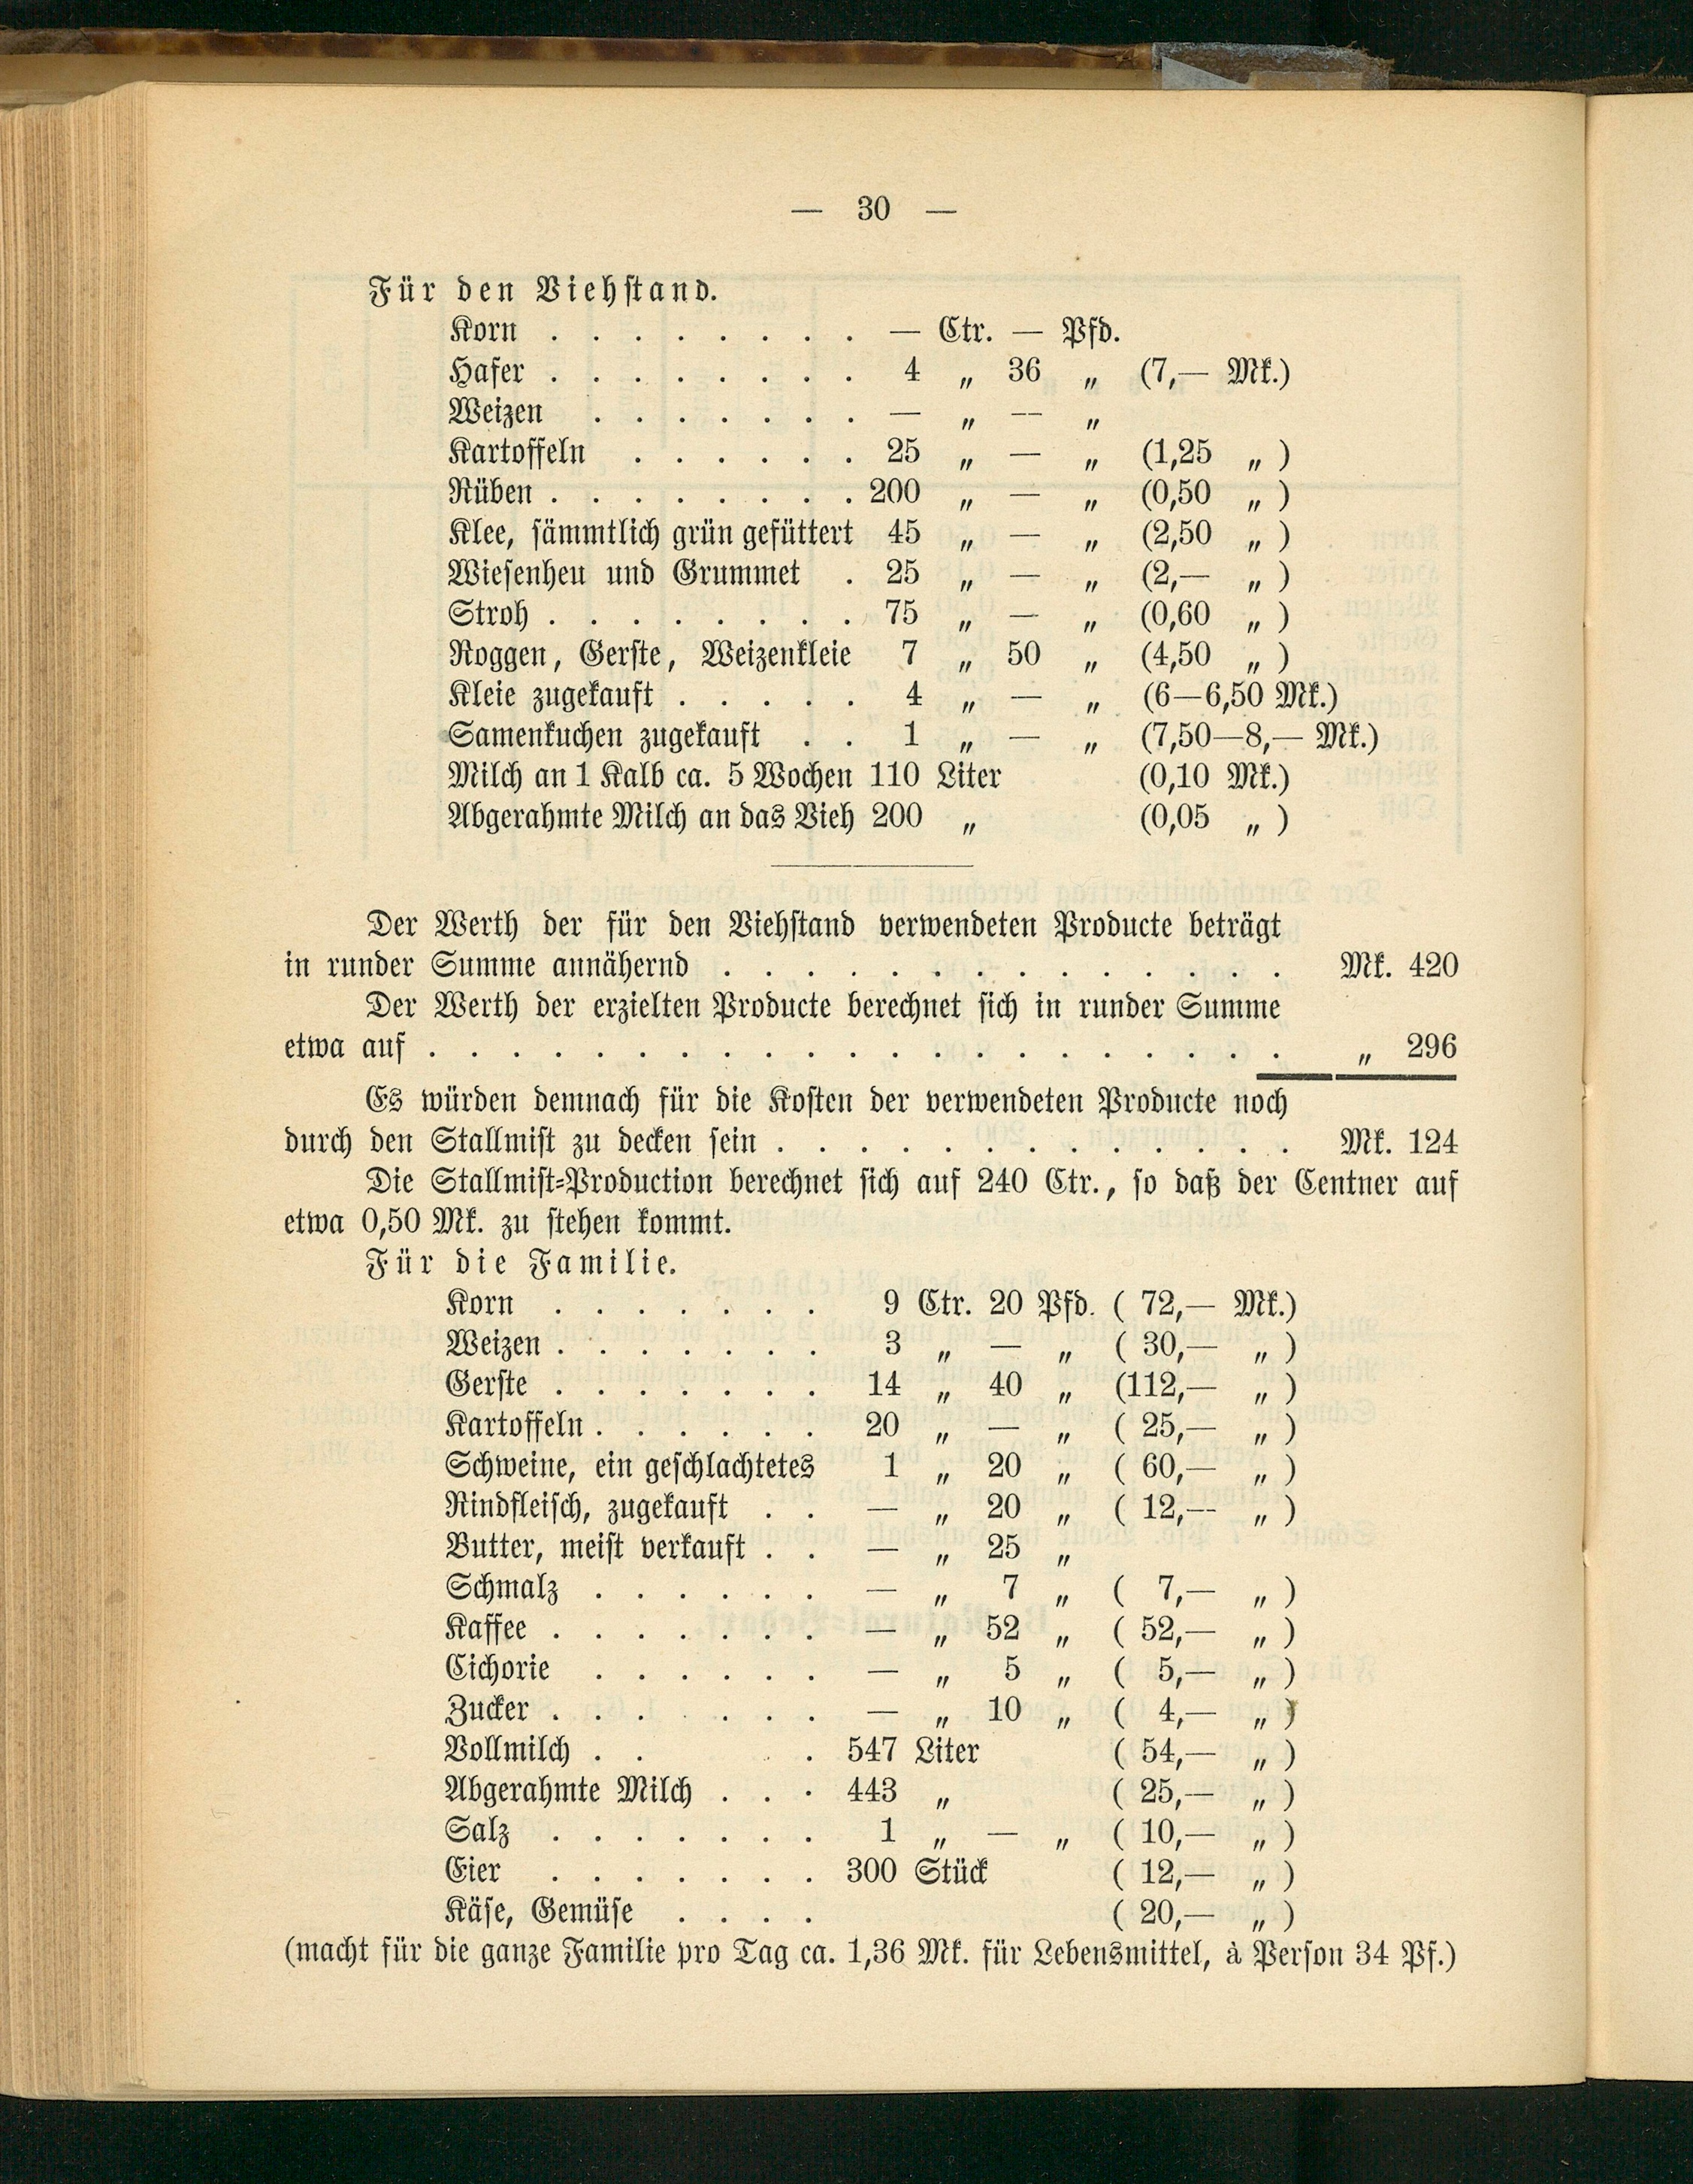 — 30 —
Für den Viehstand.
Korn . . . . . . . . — Ctr. — Pfd.
Hafer . . . . . . . . 4 „ 36 „ (7,— Mk.)
Weizen . . . . . . . — „ — „
Kartoffeln . . . . . . 25 „ — „ (1,25 „ )
Rüben . . . . . . . . 200 „ — „ (0,50 „ )
Klee, sämmtlich grün gefüttert 45 „ — „ (2,50 „ )
Wiesenheu und Grummet . 25 „ — „ (2,— „ )
Stroh . . . . . . . . 75 „ — „ (0,60 „ )
Roggen, Gerste, Weizenkleie 7 „ 50 „ (4,50 „ )
Kleie zugekauft . . . . . 4 „ — „ (6—6,50 Mk.)
Samenkuchen zugekauft . . 1 „ — „ (7,50—8,— Mk.)
Milch an 1 Kalb ca. 5 Wochen 110 Liter (0,10 Mk.)
Abgerahmte Milch an das Vieh 200 „ (0,05 „ )
Der Werth der für den Viehstand verwendeten Producte beträgt
in runder Summe annähernd . . . . . . . . . . . . . . Mk. 420
Der Werth der erzielten Producte berechnet sich in runder Summe
etwa auf . . . . . . . . . . . . . . . . . . . . . „ 296
Es würden demnach für die Kosten der verwendeten Producte noch
durch den Stallmist zu decken sein . . . . . . . . . . . . . Mk. 124
Die Stallmist-Production berechnet sich auf 240 Ctr., so daß der Centner auf
etwa 0,50 Mk. zu stehen kommt.
Für die Familie.
Korn . . . . . . . 9 Ctr. 20 Pfd. ( 72,— Mk.)
Weizen . . . . . . . 3 „ — „ ( 30,— „ )
Gerste . . . . . . . 14 „ 40 „ (112,— „ )
Kartoffeln . . . . . . 20 „ — „ ( 25,— „ )
Schweine, ein geschlachtetes 1 „ 20 „ ( 60,— „ )
Rindfleisch, zugekauft . . — „ 20 „ ( 12,— „ )
Butter, meist verkauft . . — „ 25 „
Schmalz . . . . . . — „ 7 „ ( 7,— „ )
Kaffee . . . . . . . — „ 52 „ ( 52,— „ )
Cichorie . . . . . . — „ 5 „ ( 5,— „ )
Zucker . . . . . . . — „ 10 „ ( 4,— „ )
Vollmilch . . . 547 Liter ( 54,— „ )
Abgerahmte Milch . . . 443 „ ( 25,— „ )
Salz . . . . . . . 1 „ — „ ( 10,— „ )
Eier . . . . . . . 300 Stück ( 12,— „ )
Käse, Gemüse . . . . ( 20,— „ )
(macht für die ganze Familie pro Tag ca. 1,36 Mk. für Lebensmittel, à Person 34 Pf.)